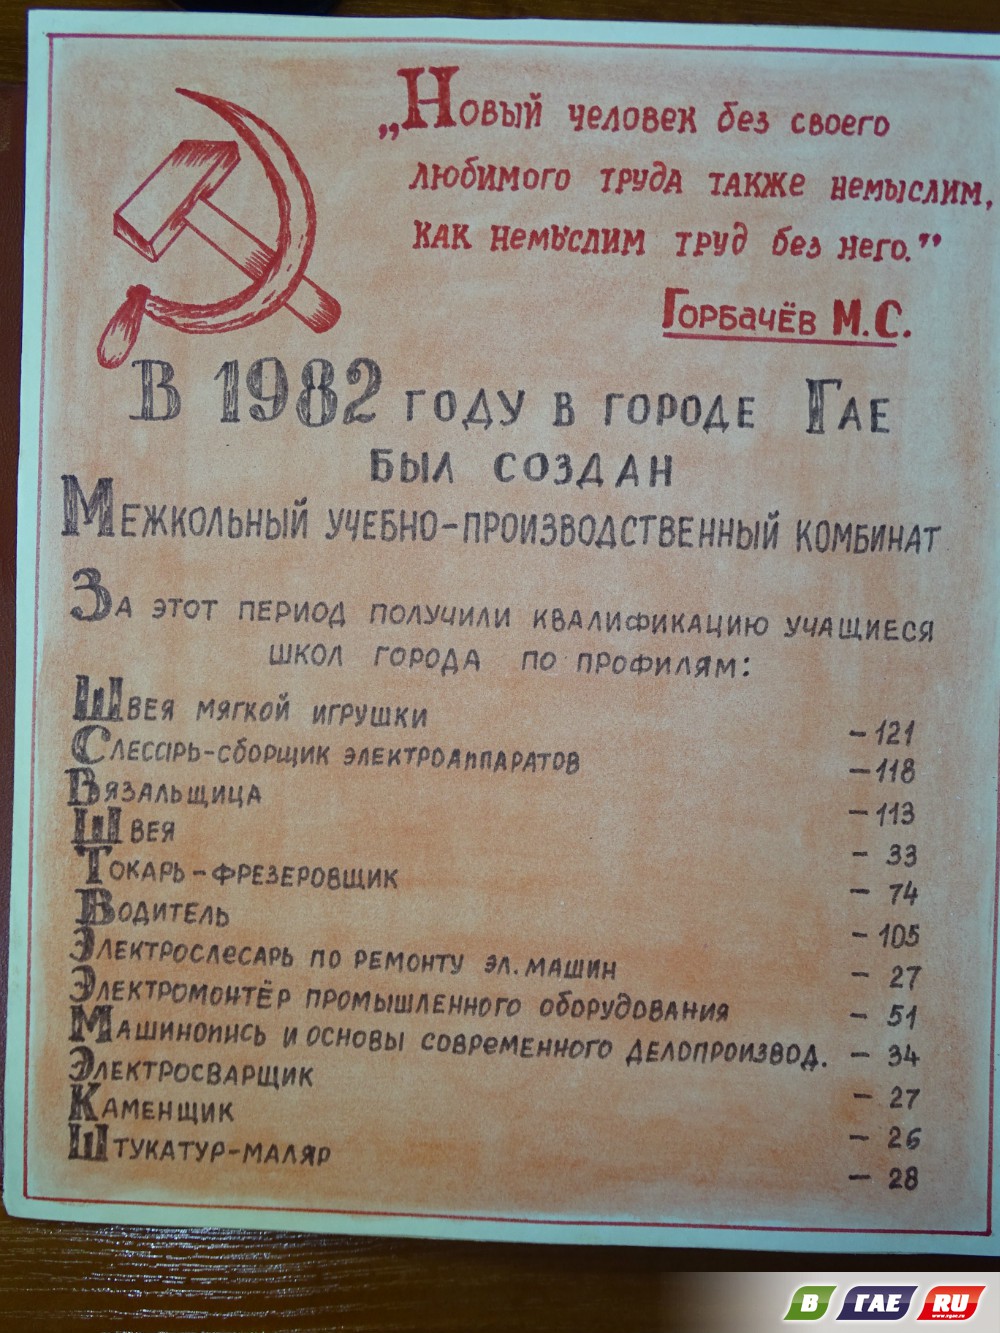 „Новый человек без своего
любимого труда также немыслим,
как немыслим труд без него."
Горбачёв М.С.
В 1982 году в городе Гае
был создан
Межкольный учебно-производственный комбинат
За этот период получили квалификацию учащиеся
школ города по профилям:
Швея мягкой игрушки - 121
Слесарь-сборщик электроаппаратов - 118
Вязальщица - 113
Швея - 33
Токарь-фрезеровщик - 74
Водитель - 105
Электрослесарь по ремонту эл. машин - 27
Электромонтёр промышленного оборудования - 51
Машинопись и основы современного делопроизвод. - 34
Электросварщик - 27
Каменщик - 26
Штукатур-маляр - 28
В ГАЕ RU